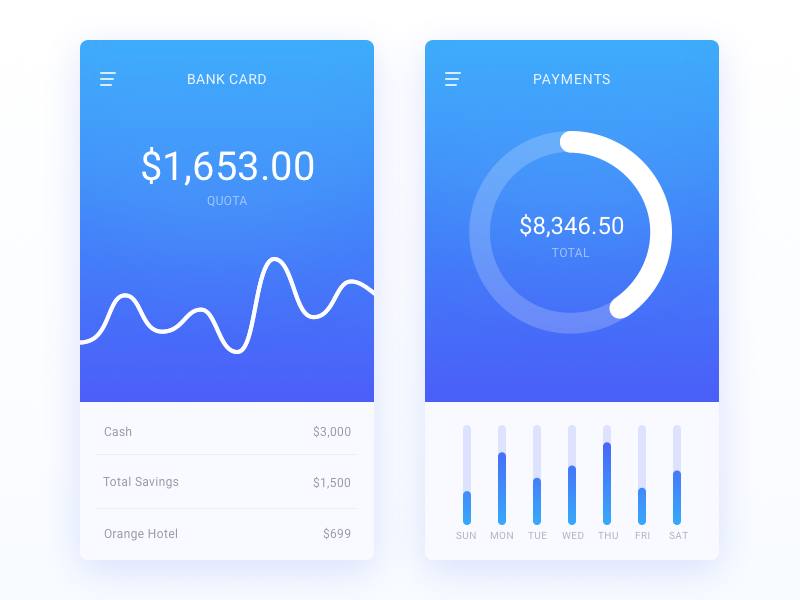 BANK CARD
$1,653.00
QUOTA
Cash $3,000
Total Savings $1,500
Orange Hotel $699
PAYMENTS
$8,346.50
TOTAL
SUN MON TUE WED THU FRI SAT